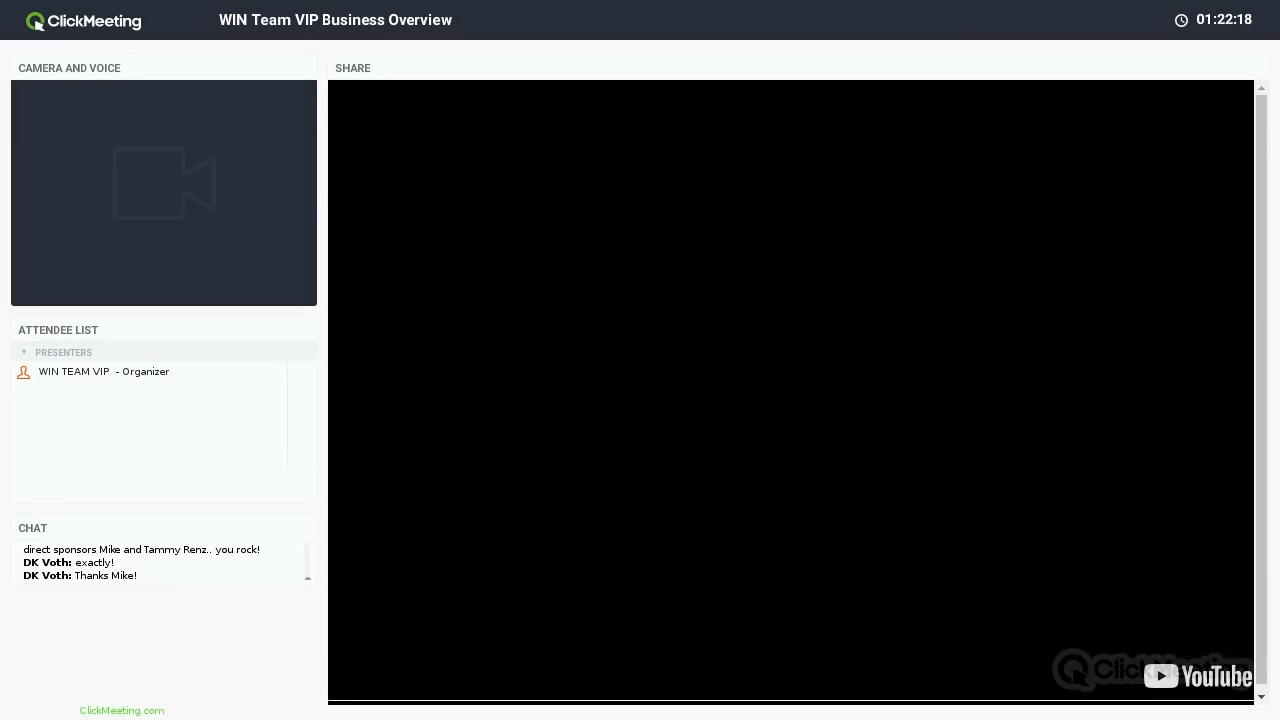 ClickMeeting
WIN Team VIP Business Overview
01:22:18
CAMERA AND VOICE
SHARE
ATTENDEE LIST
PRESENTERS
WIN TEAM VIP - Organizer
CHAT
direct sponsors Mike and Tammy Renz.. you rock!
DK Voth: exactly!
DK Voth: Thanks Mike!
ClickMeeting
YouTube
ClickMeeting.com